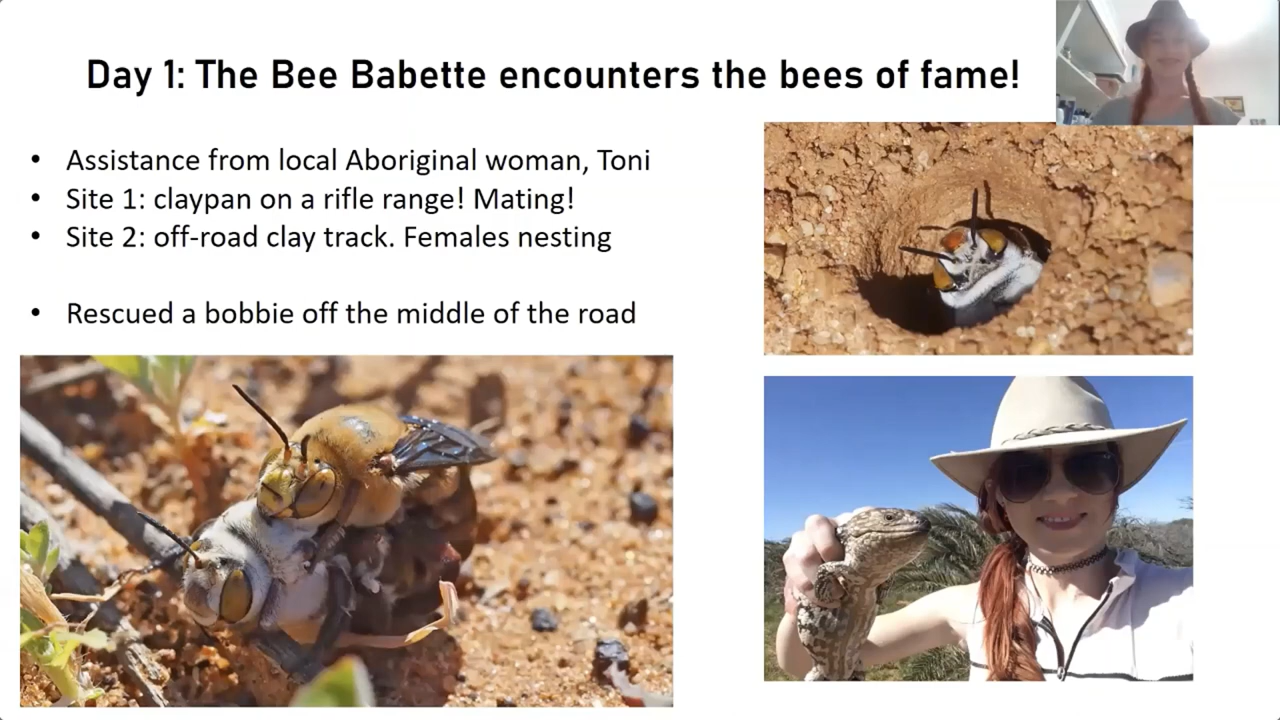 Day 1: The Bee Babette encounters the bees of fame!
• Assistance from local Aboriginal woman, Toni
• Site 1: claypan on a rifle range! Mating!
• Site 2: off-road clay track. Females nesting
• Rescued a bobbie off the middle of the road